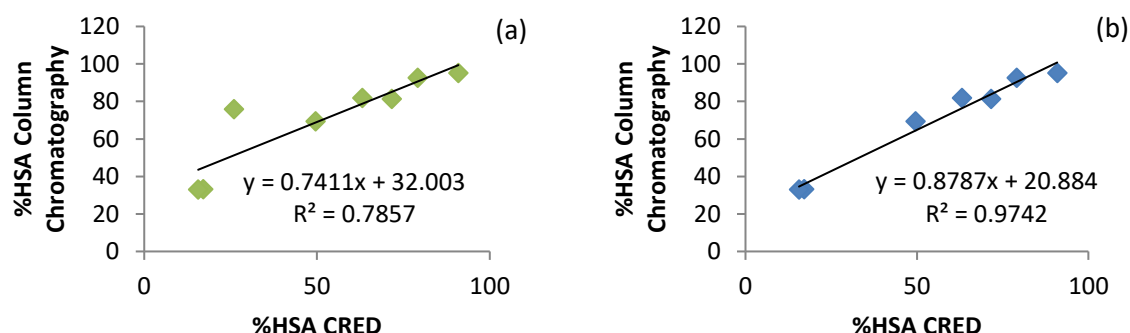 (a)
%HSA Column
Chromatography
120
100
80
60
40
20
0
y = 0.7411x + 32.003
R² = 0.7857
0 50 100
%HSA CRED
(b)
%HSA Column
Chromatography
120
100
80
60
40
20
0
y = 0.8787x + 20.884
R² = 0.9742
0 50 100
%HSA CRED